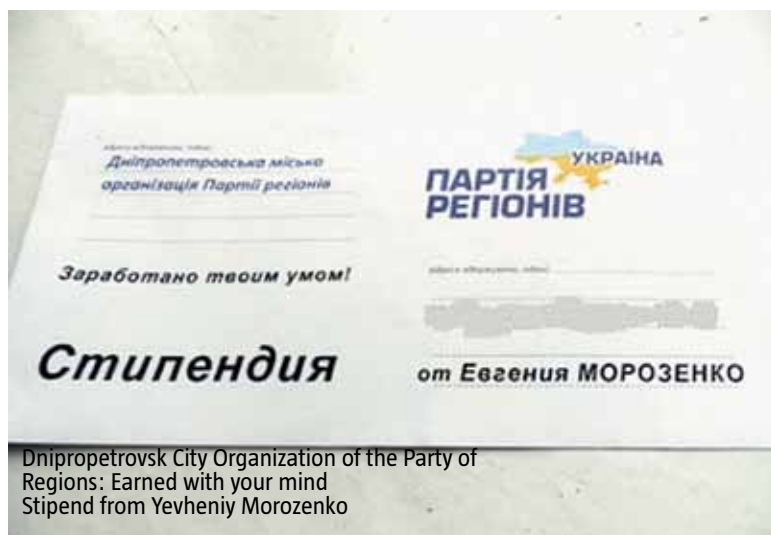 Дніпропетровська місько
організація Партії регіонів
Заработано твоим умом!
Стипендия
УКРАЇНА
ПАРТІЯ
РЕГІОНІВ
от Евгения МОРОЗЕНКО
Dnipropetrovsk City Organization of the Party of
Regions: Earned with your mind
Stipend from Yevheniy Morozenko